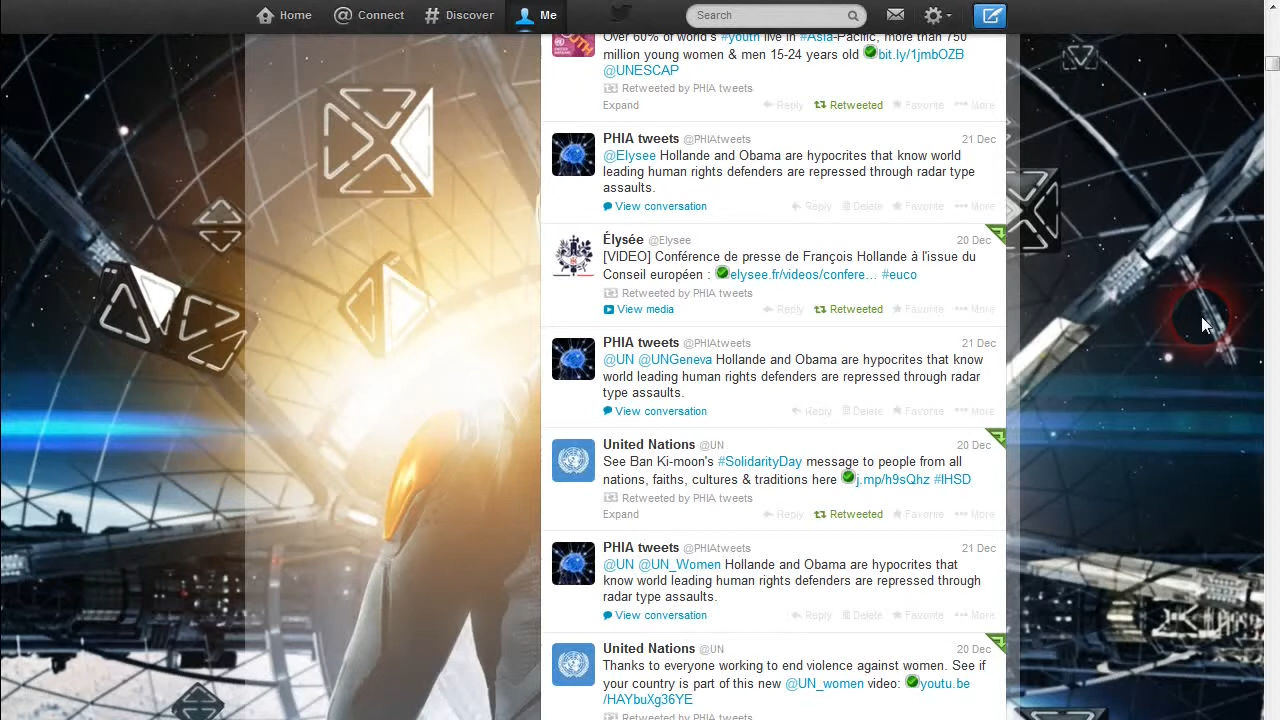 Home Connect Discover Me Search
Over 60% of world's #youth live in #Asia-Pacific, more than 750
million young women & men 15-24 years old bit.ly/1jmbOZB
@UNESCAP
Retweeted by PHIA tweets
Expand Reply Retweeted Favorite More
PHIA tweets @PHIAtweets 21 Dec
@Elysee Hollande and Obama are hypocrites that know world
leading human rights defenders are repressed through radar type
assaults.
View conversation Reply Delete Favorite More
Élysée @Elysee 20 Dec
[VIDEO] Conférence de presse de François Hollande à l'issue du
Conseil européen : elysee.fr/videos/confere… #euco
Retweeted by PHIA tweets
View media Reply Retweeted Favorite More
PHIA tweets @PHIAtweets 21 Dec
@UN @UNGeneva Hollande and Obama are hypocrites that know
world leading human rights defenders are repressed through radar
type assaults.
View conversation Reply Delete Favorite More
United Nations @UN 20 Dec
See Ban Ki-moon's #SolidarityDay message to people from all
nations, faiths, cultures & traditions here j.mp/h9sQhz #IHSD
Retweeted by PHIA tweets
Expand Reply Retweeted Favorite More
PHIA tweets @PHIAtweets 21 Dec
@UN @UN_Women Hollande and Obama are hypocrites that
know world leading human rights defenders are repressed through
radar type assaults.
View conversation Reply Delete Favorite More
United Nations @UN 20 Dec
Thanks to everyone working to end violence against women. See if
your country is part of this new @UN_women video: youtu.be
/HAYbuXg36YE
Retweeted by PHIA tweets